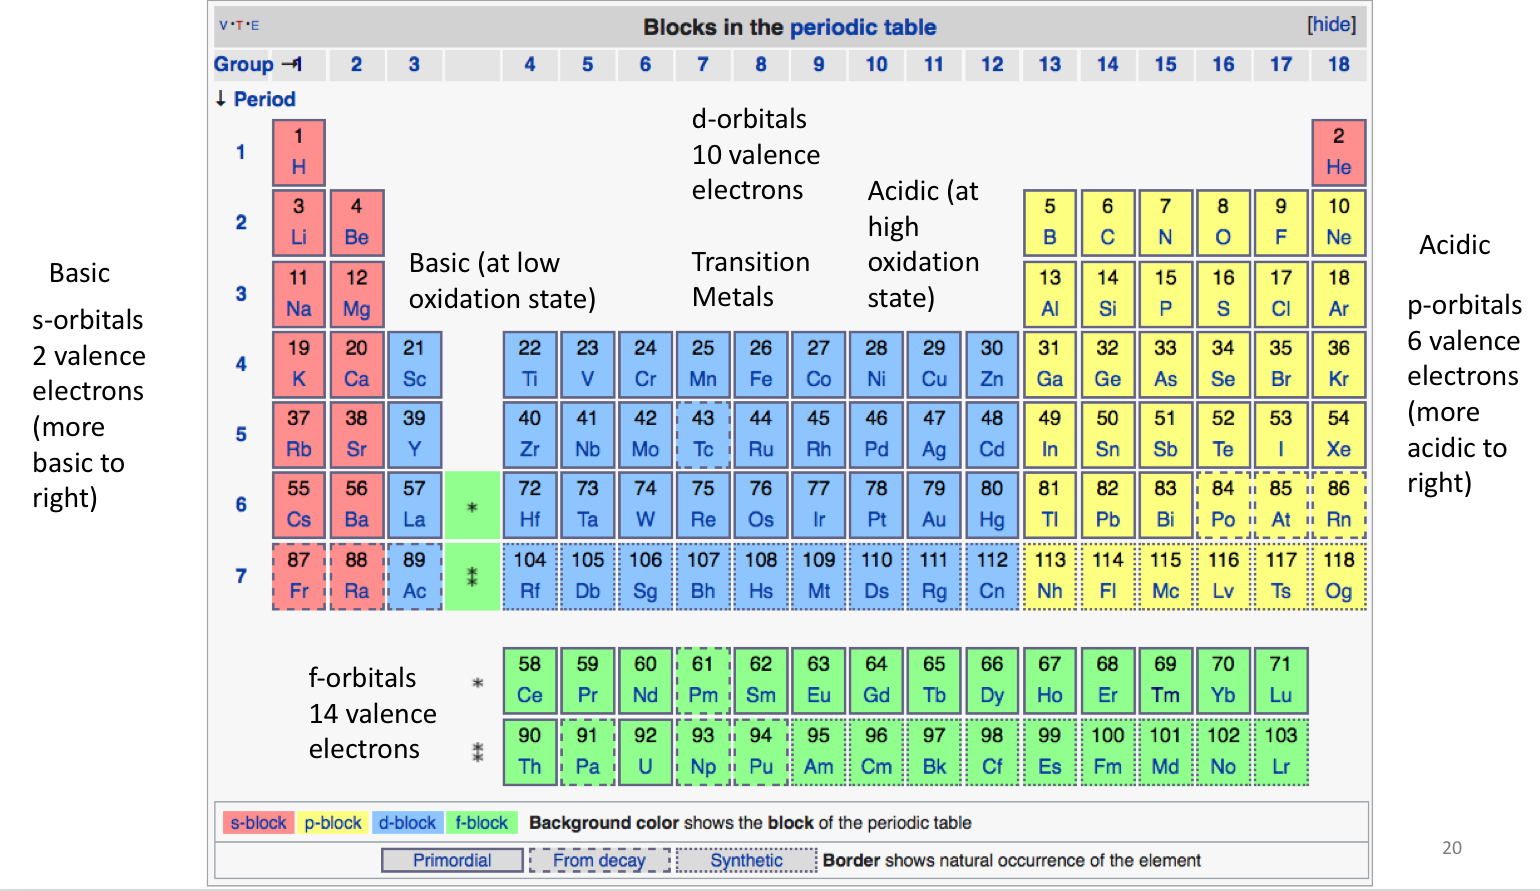 V · T · E Blocks in the periodic table [hide]
Group → 1 2 3 4 5 6 7 8 9 10 11 12 13 14 15 16 17 18
↓ Period
d-orbitals
10 valence
electrons
Transition
Metals
Acidic (at
high
oxidation
state)
Basic (at low
oxidation state)
Basic
s-orbitals
2 valence
electrons
(more
basic to
right)
Acidic
p-orbitals
6 valence
electrons
(more
acidic to
right)
1
1 2
H He
2
3 4 5 6 7 8 9 10
Li Be B C N O F Ne
3
11 12 13 14 15 16 17 18
Na Mg Al Si P S Cl Ar
4
19 20 21 22 23 24 25 26 27 28 29 30 31 32 33 34 35 36
K Ca Sc Ti V Cr Mn Fe Co Ni Cu Zn Ga Ge As Se Br Kr
5
37 38 39 40 41 42 43 44 45 46 47 48 49 50 51 52 53 54
Rb Sr Y Zr Nb Mo Tc Ru Rh Pd Ag Cd In Sn Sb Te I Xe
6
55 56 57 * 72 73 74 75 76 77 78 79 80 81 82 83 84 85 86
Cs Ba La Hf Ta W Re Os Ir Pt Au Hg Tl Pb Bi Po At Rn
7
87 88 89 ** 104 105 106 107 108 109 110 111 112 113 114 115 116 117 118
Fr Ra Ac Rf Db Sg Bh Hs Mt Ds Rg Cn Nh Fl Mc Lv Ts Og
f-orbitals
14 valence
electrons
* 58 59 60 61 62 63 64 65 66 67 68 69 70 71
Ce Pr Nd Pm Sm Eu Gd Tb Dy Ho Er Tm Yb Lu
** 90 91 92 93 94 95 96 97 98 99 100 101 102 103
Th Pa U Np Pu Am Cm Bk Cf Es Fm Md No Lr
s-block p-block d-block f-block Background color shows the block of the periodic table
Primordial From decay Synthetic Border shows natural occurrence of the element
20